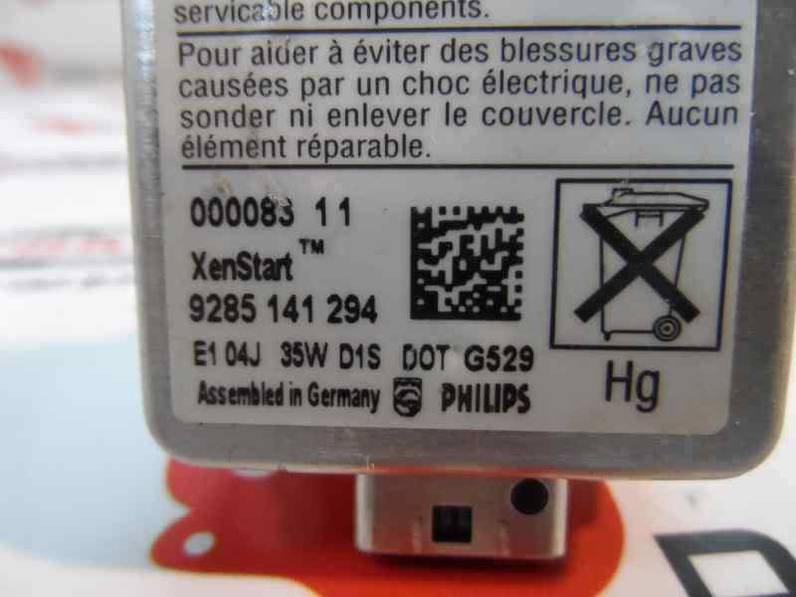 servicable components.
Pour aider à éviter des blessures graves
causées par un choc électrique, ne pas
sonder ni enlever le couvercle. Aucun
élément réparable.
000083 11
XenStart™
9285 141 294
E1 04J 35W D1S DOT G529
Assembled in Germany PHILIPS
Hg